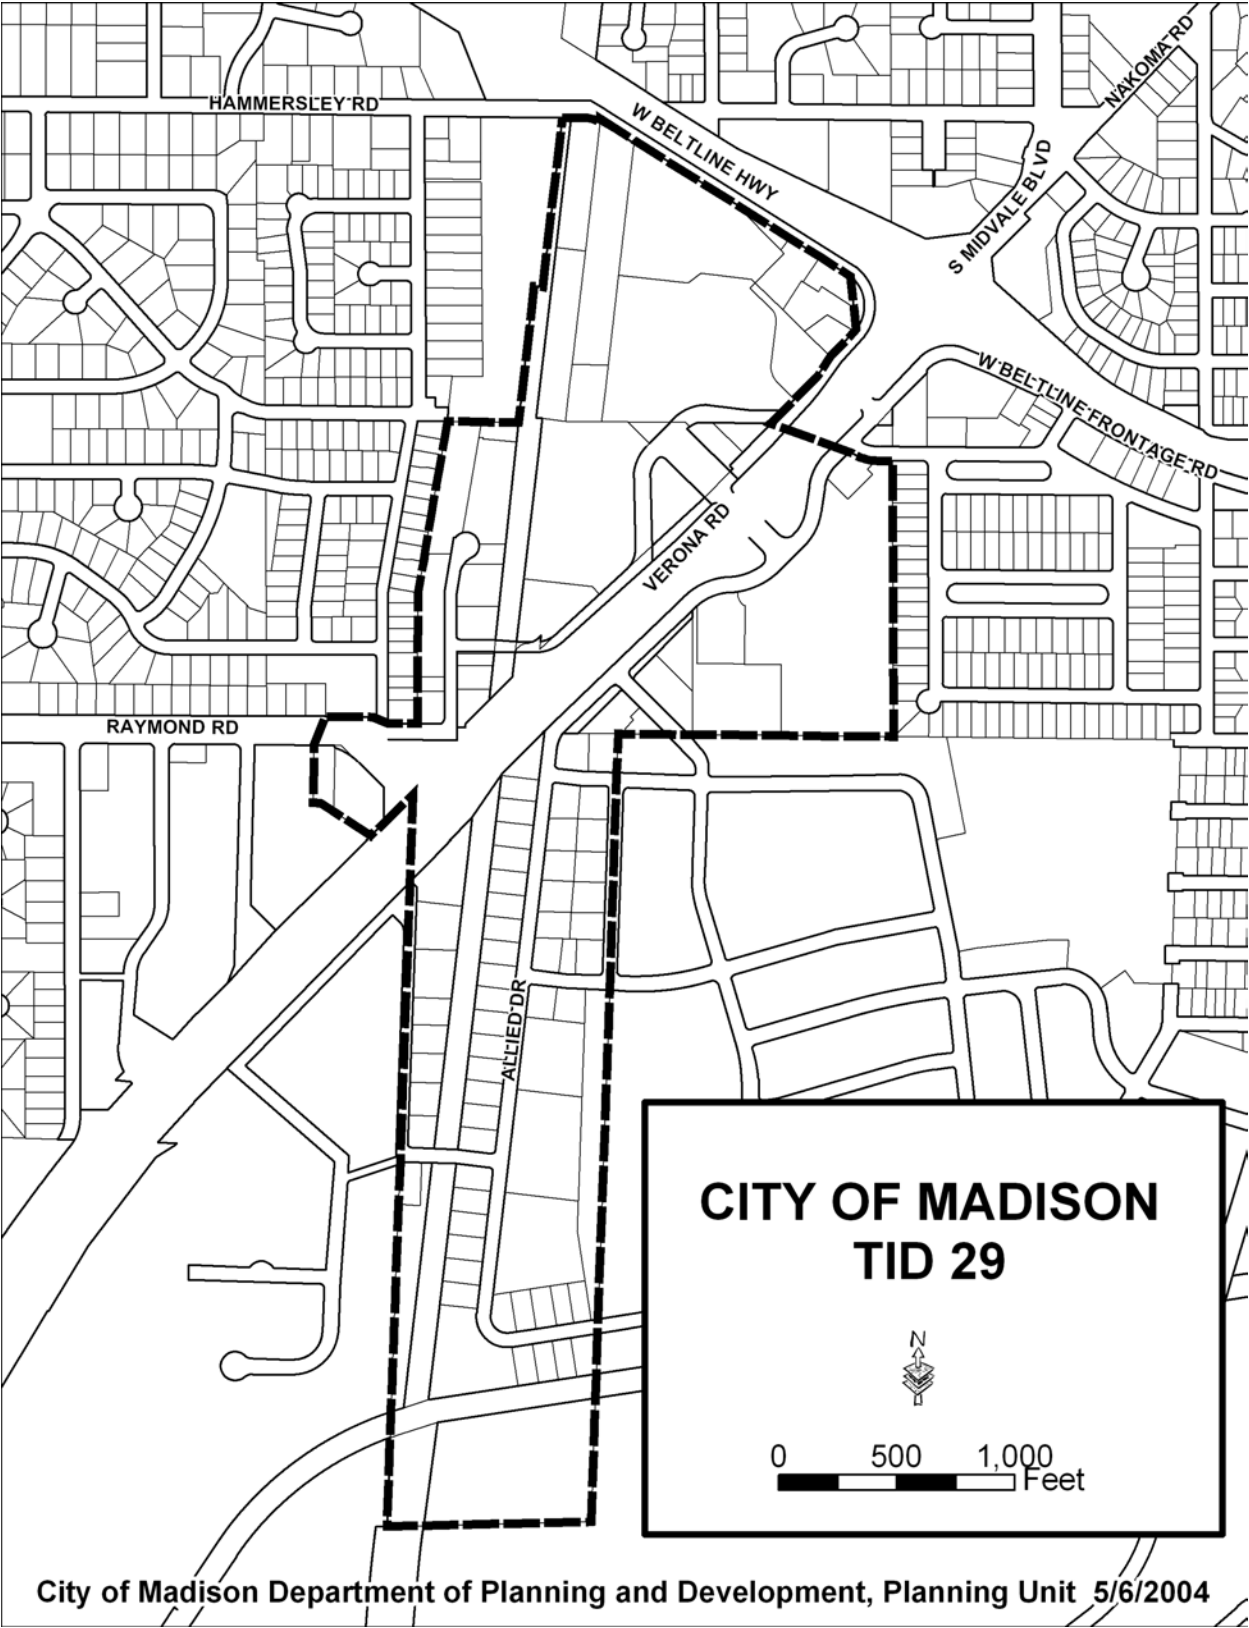 HAMMERSLEY RD
W BELTLINE HWY
NAKOMA RD
S MIDVALE BLVD
W BELTLINE FRONTAGE RD
VERONA RD
RAYMOND RD
ALLIED DR
CITY OF MADISON
TID 29
N
0 500 1,000
Feet
City of Madison Department of Planning and Development, Planning Unit 5/6/2004